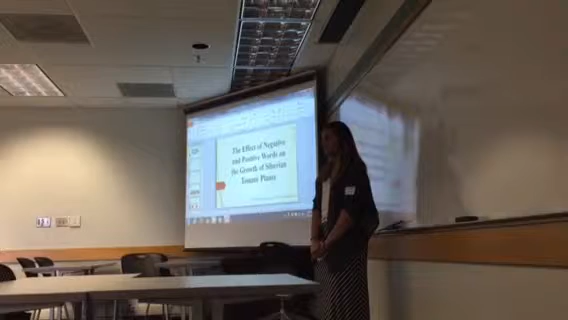 The Effect of Negative
and Positive Words on
the Growth of Siberian
Tomato Plants